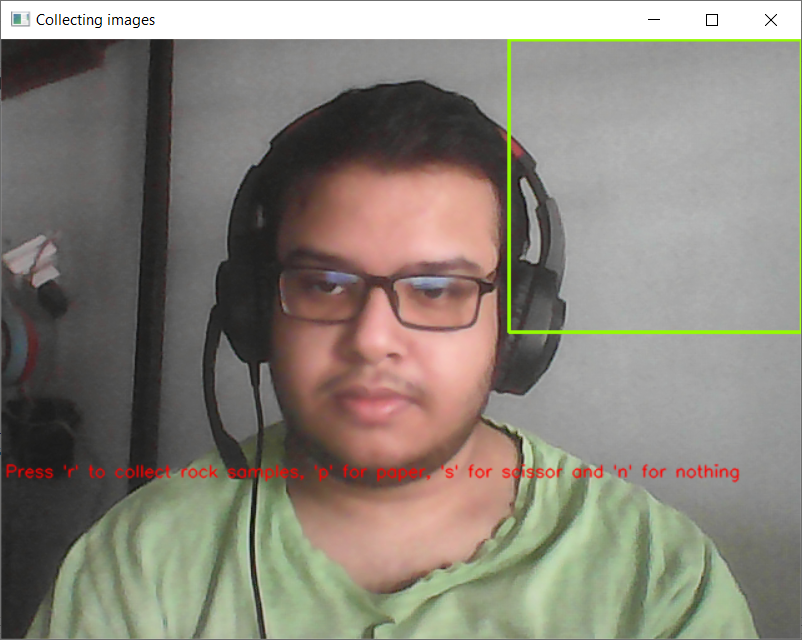 Collecting images
Press 'r' to collect rock samples, 'p' for paper, 's' for scissor and 'n' for nothing